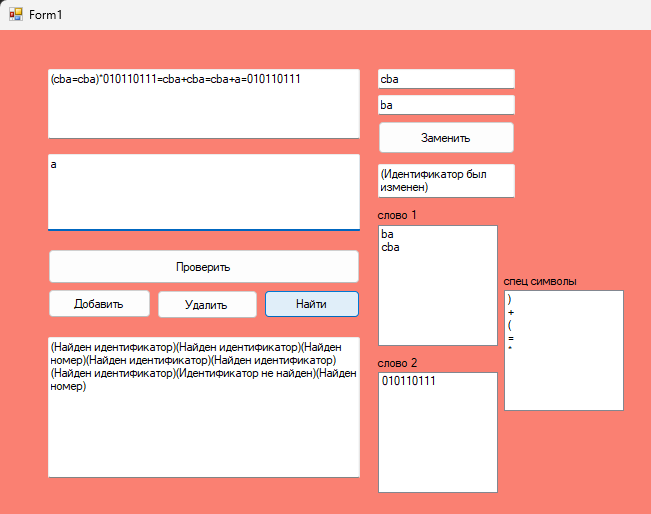 Form1
(cba=cba)*010110111=cba+cba=cba+a=010110111
a
Проверить
Добавить
Удалить
Найти
(Найден идентификатор)(Найден идентификатор)(Найден
номер)(Найден идентификатор)(Найден идентификатор)
(Найден идентификатор)(Идентификатор не найден)(Найден
номер)
cba
ba
Заменить
(Идентификатор был
изменен)
слово 1
ba
cba
слово 2
010110111
спец символы
)
+
(
=
*